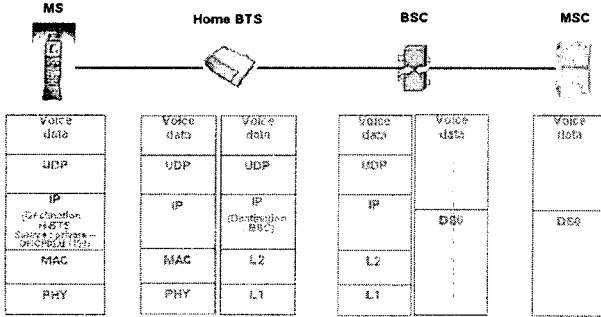 MS
Home BTS
BSC
MSC
Voice
data
UDP
IP
(Destination
MAC
PHY
Voice
data
UDP
IP
MAC
PHY
Voice
data
UDP
IP
(Destination
BSC)
L2
L1
Voice
data
UDP
IP
L2
L1
Voice
data
DS0
Voice
data
DS0